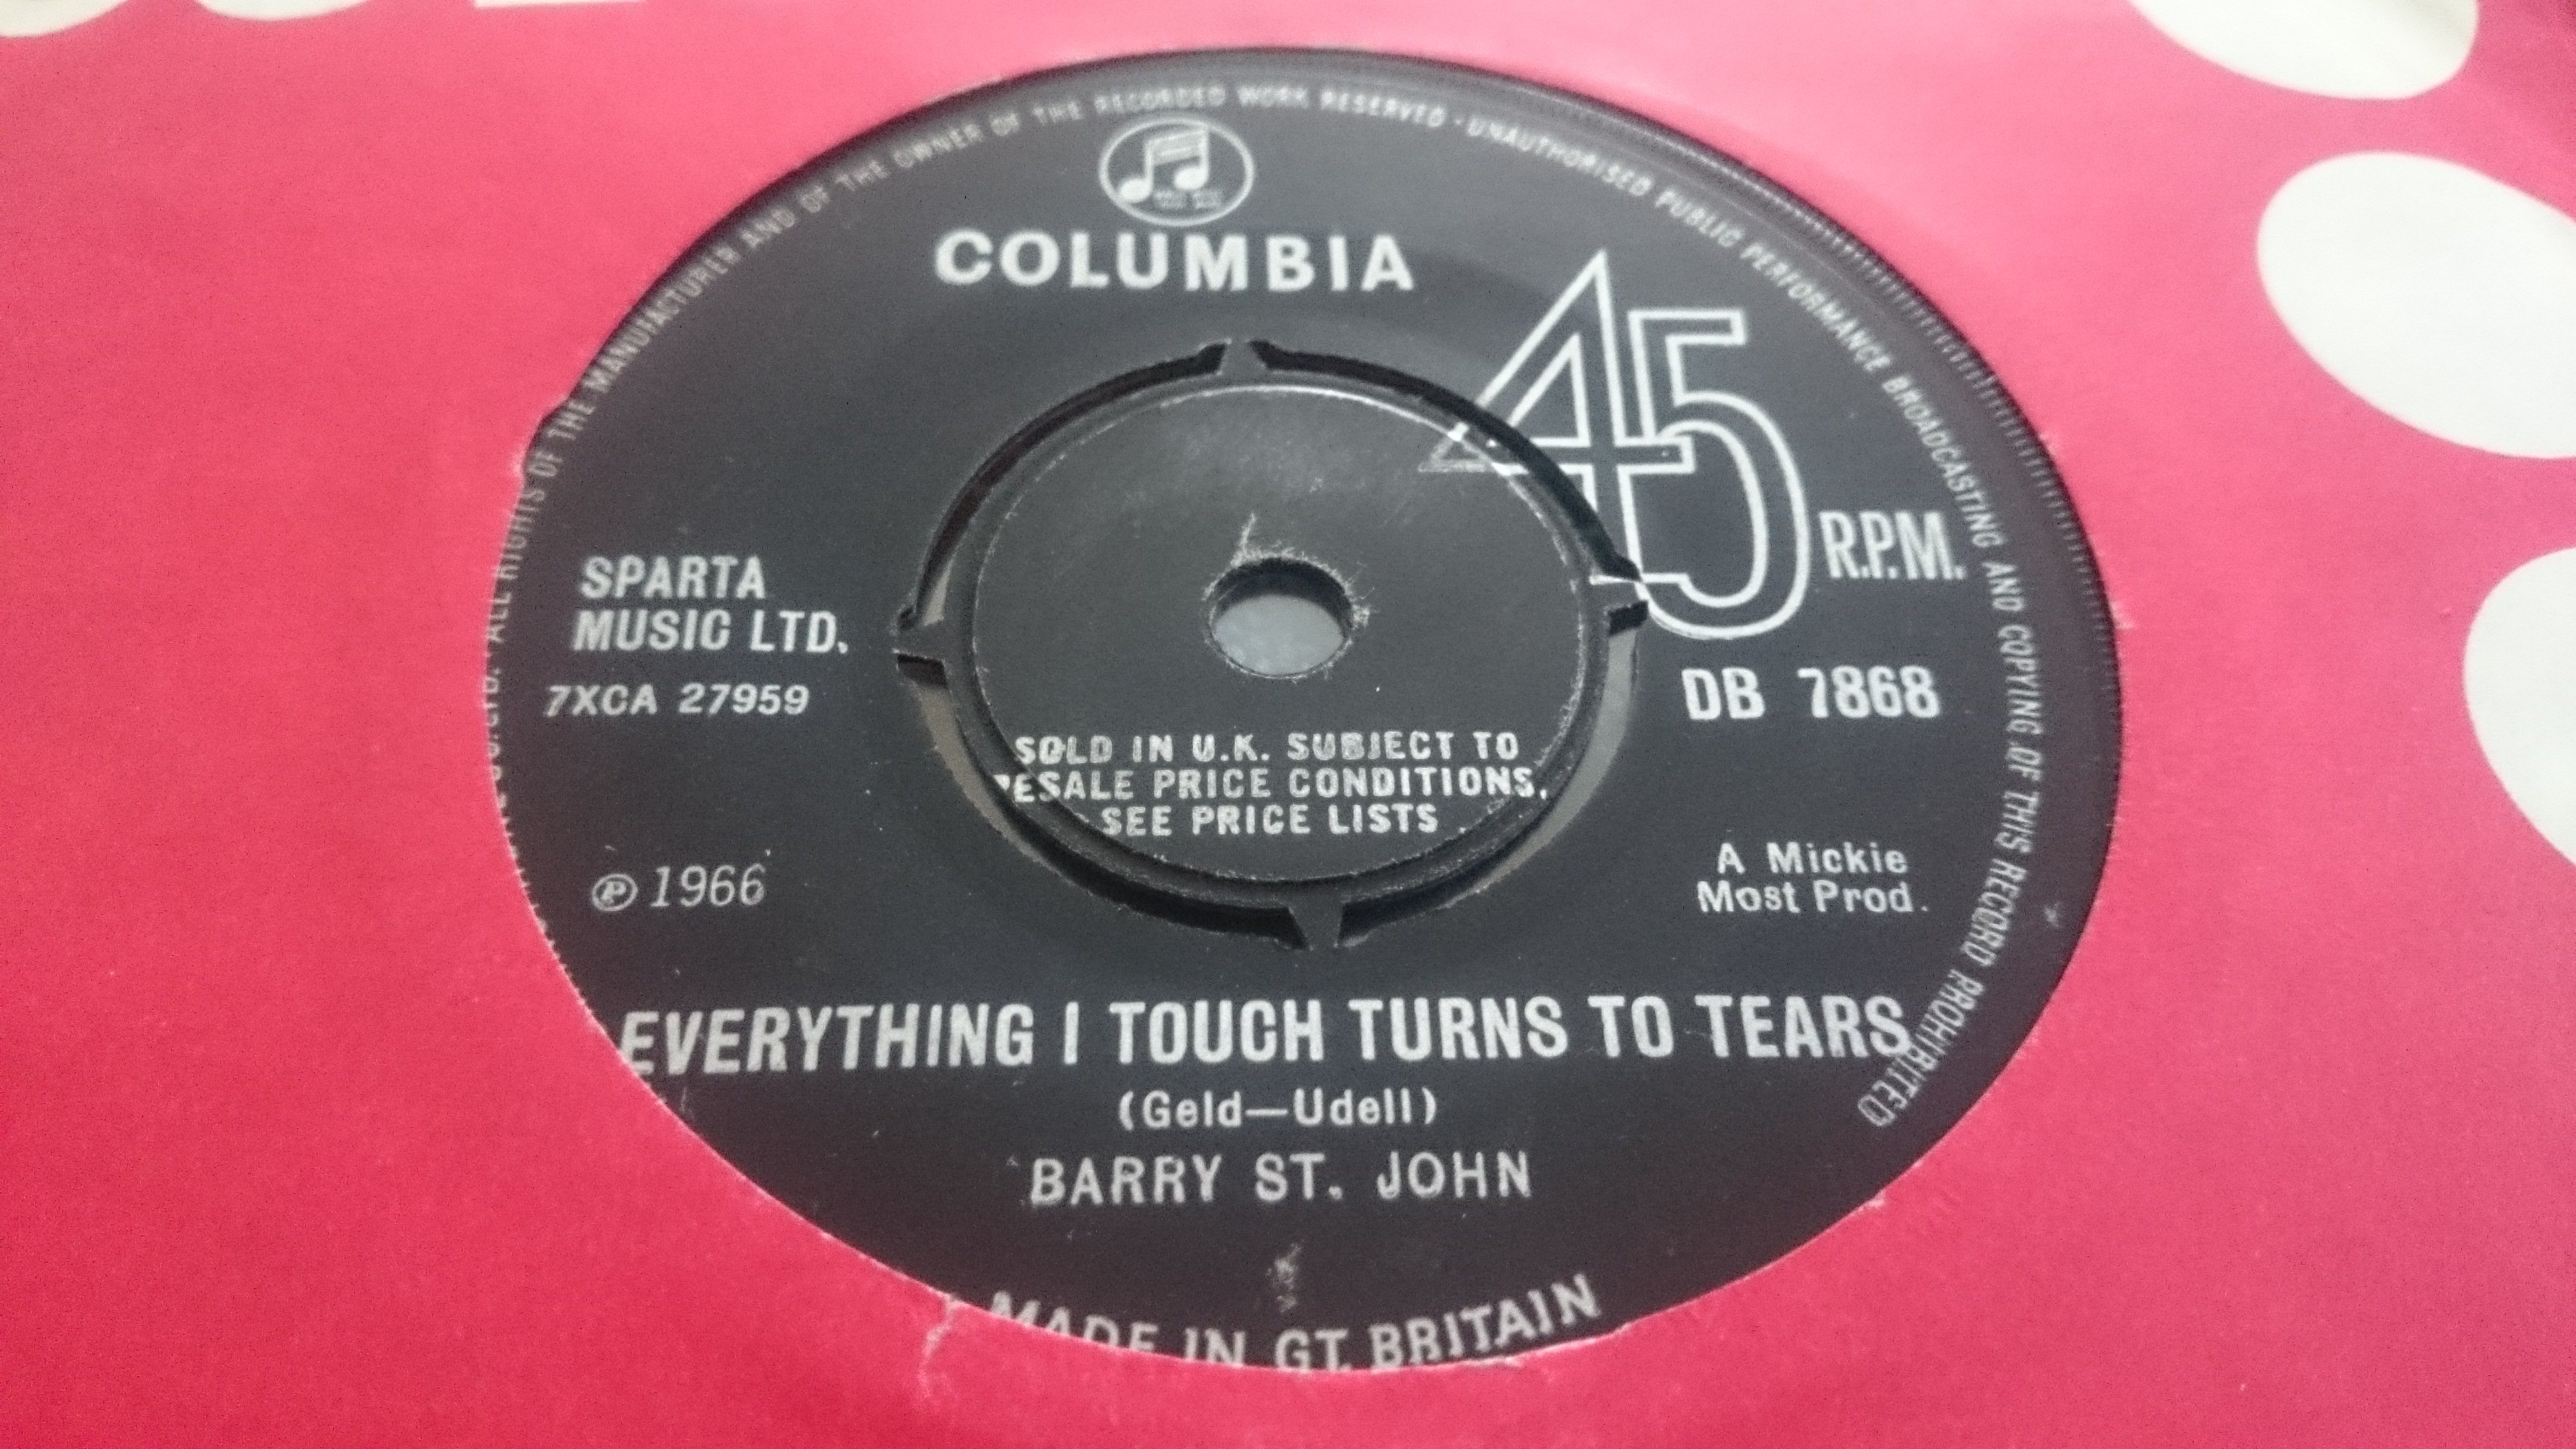 ALL RIGHTS OF THE MANUFACTURER AND OF THE OWNER OF THE RECORDED WORK RESERVED · UNAUTHORISED PUBLIC PERFORMANCE BROADCASTING AND COPYING OF THIS RECORD PROHIBITED
COLUMBIA
45 R.P.M.
SPARTA
MUSIC LTD.
7XCA 27959
DB 7868
SOLD IN U.K. SUBJECT TO
RESALE PRICE CONDITIONS,
SEE PRICE LISTS
℗ 1966
A Mickie
Most Prod.
EVERYTHING I TOUCH TURNS TO TEARS
(Geld—Udell)
BARRY ST. JOHN
MADE IN GT. BRITAIN